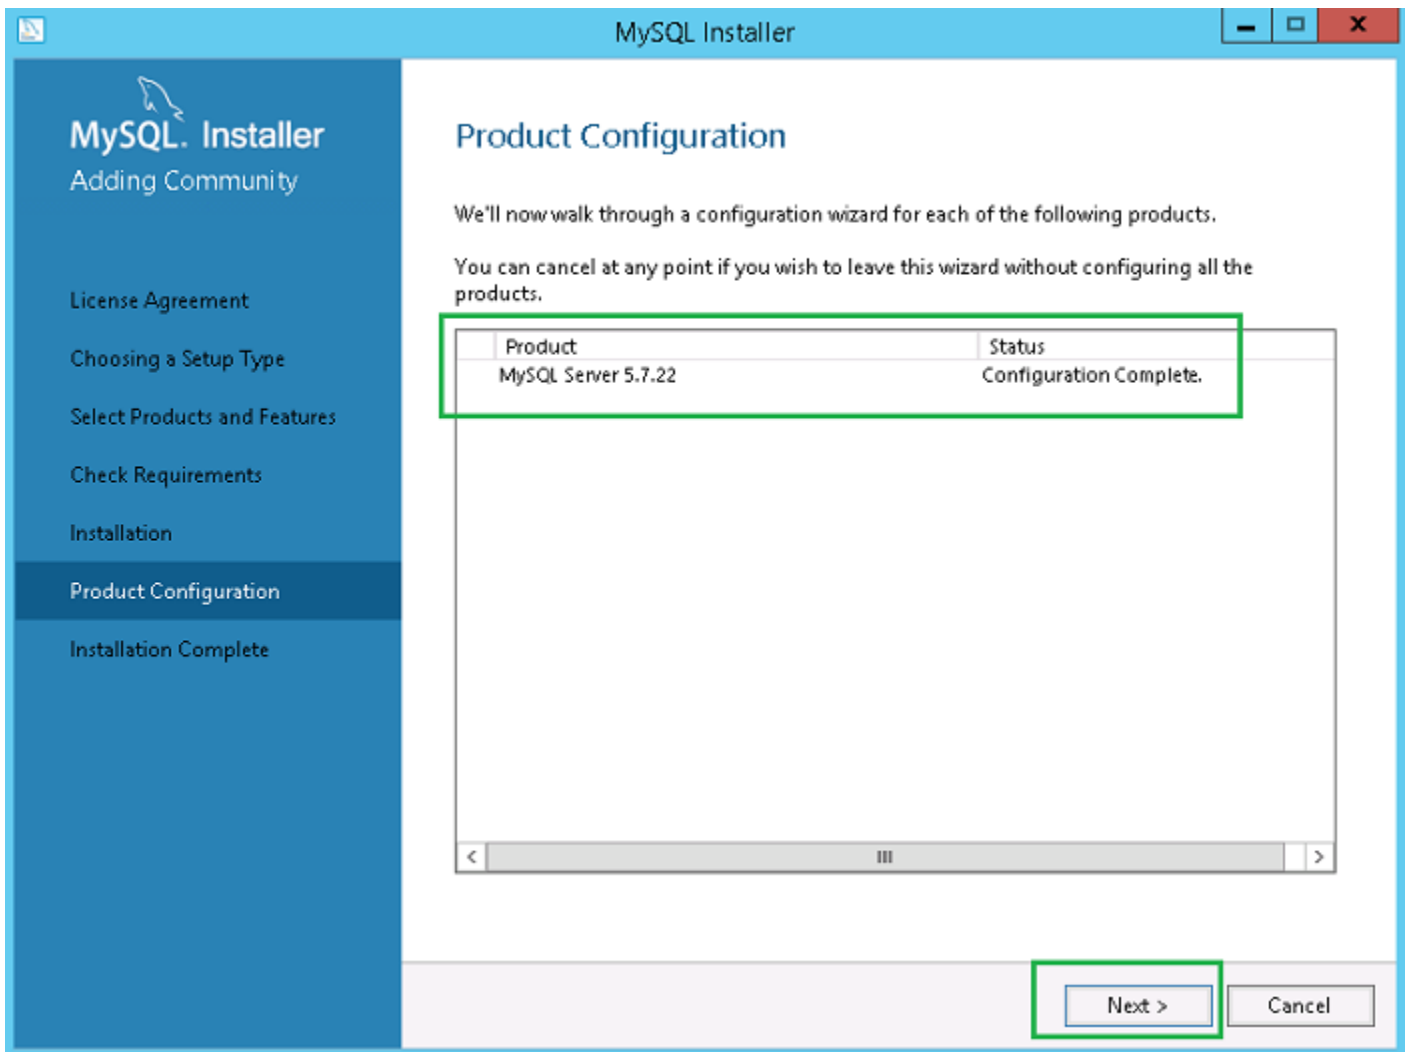 MySQL Installer
MySQL. Installer
Adding Community
License Agreement
Choosing a Setup Type
Select Products and Features
Check Requirements
Installation
Product Configuration
Installation Complete
Product Configuration
We'll now walk through a configuration wizard for each of the following products.
You can cancel at any point if you wish to leave this wizard without configuring all the
products.
Product Status
MySQL Server 5.7.22 Configuration Complete.
Next > Cancel